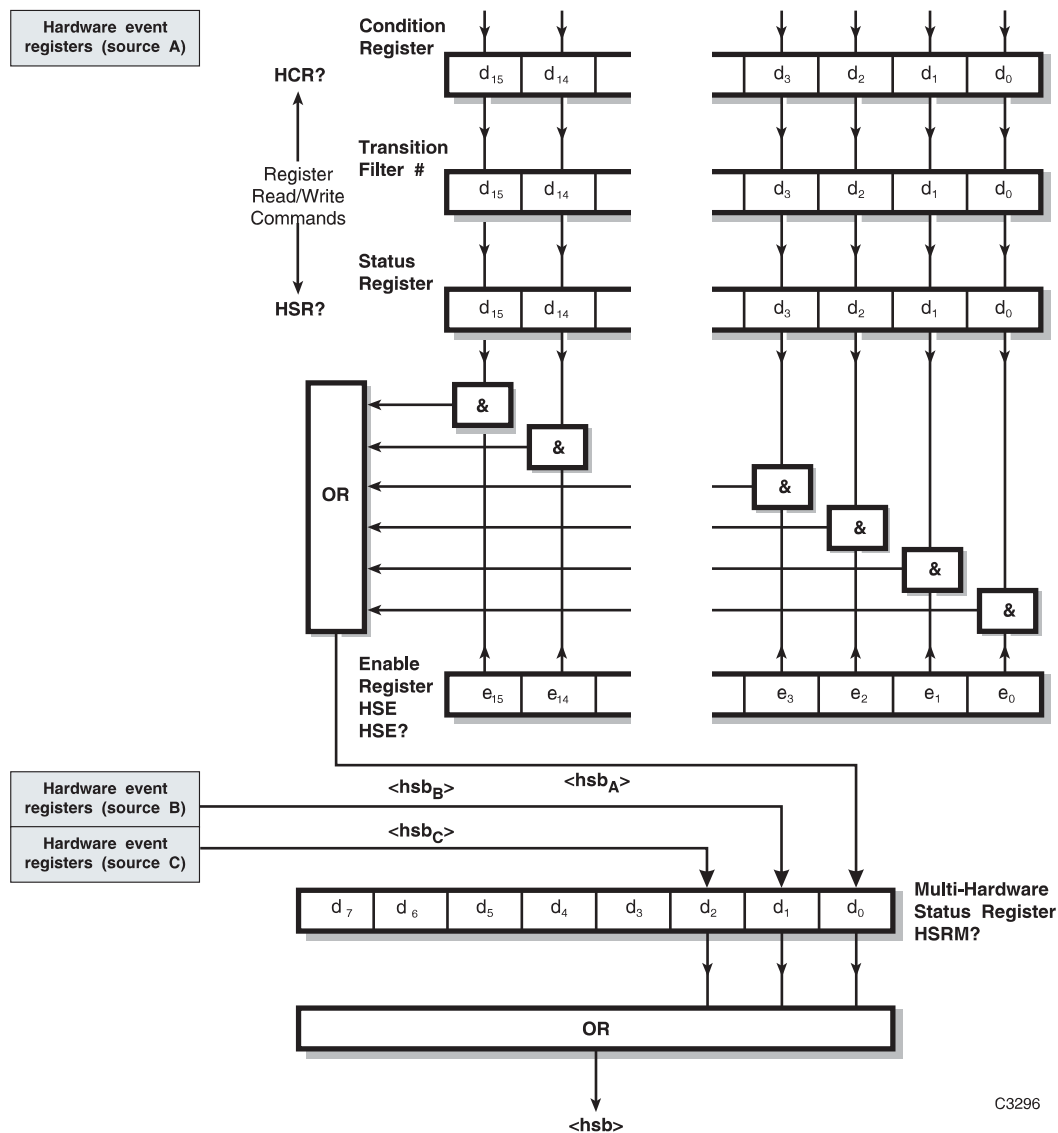 Hardware event
registers (source A)
Condition
Register
HCR?
d15 d14 d3 d2 d1 d0
Transition
Filter #
Register
Read/Write
Commands
d15 d14 d3 d2 d1 d0
Status
Register
HSR?
d15 d14 d3 d2 d1 d0
&
&
OR
&
&
&
&
Enable
Register
HSE
HSE?
e15 e14 e3 e2 e1 e0
Hardware event
registers (source B)
<hsbB>
<hsbA>
Hardware event
registers (source C)
<hsbC>
d7 d6 d5 d4 d3 d2 d1 d0
Multi-Hardware
Status Register
HSRM?
OR
<hsb>
C3296